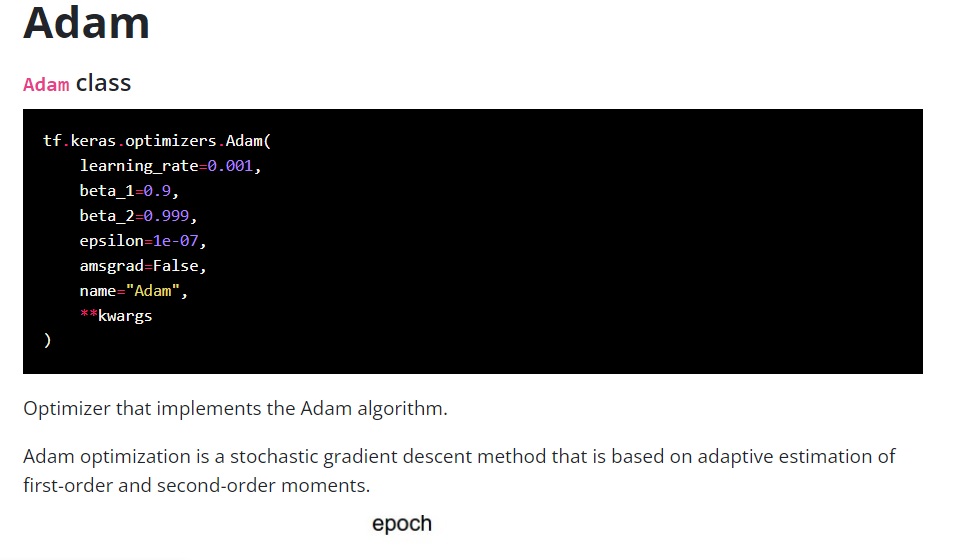 Adam
Adam class
tf.keras.optimizers.Adam(
    learning_rate=0.001,
    beta_1=0.9,
    beta_2=0.999,
    epsilon=1e-07,
    amsgrad=False,
    name="Adam",
    **kwargs
)
Optimizer that implements the Adam algorithm.
Adam optimization is a stochastic gradient descent method that is based on adaptive estimation of
first-order and second-order moments.
epoch